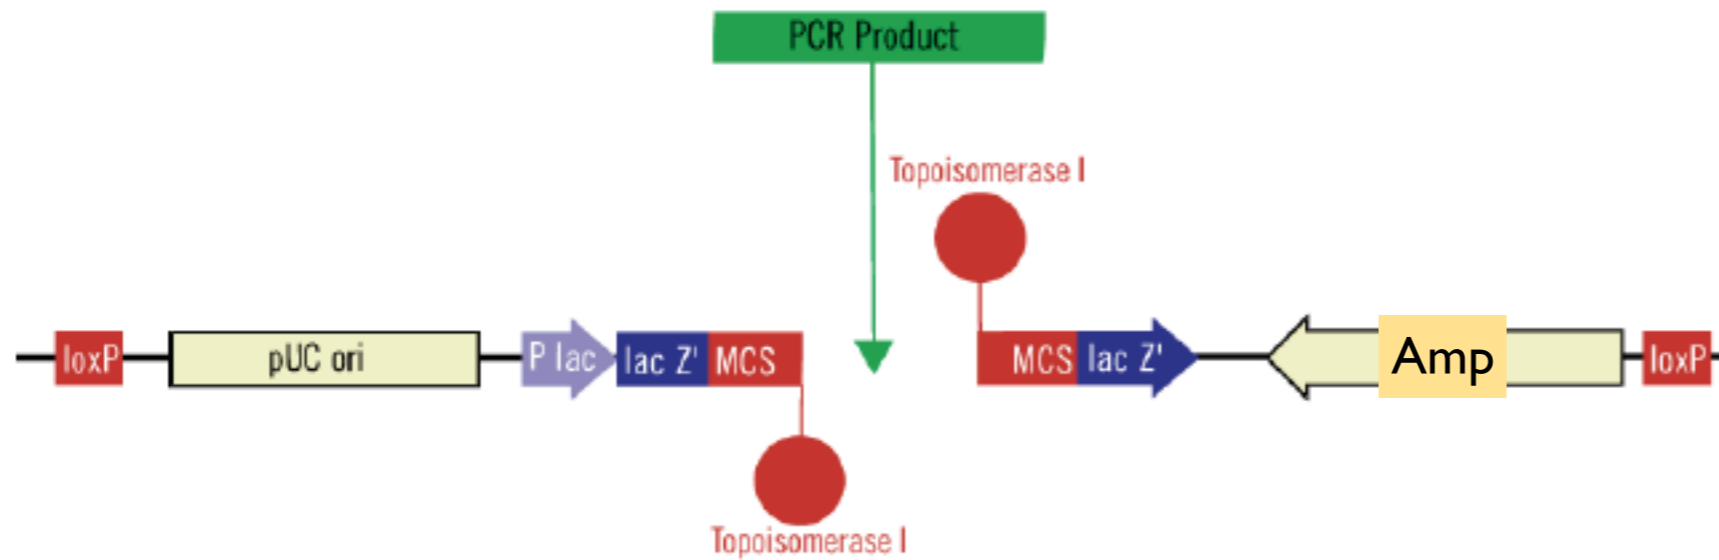 PCR Product
Topoisomerase I
loxP
pUC ori
P lac
lac Z'
MCS
MCS
lac Z'
Amp
loxP
Topoisomerase I